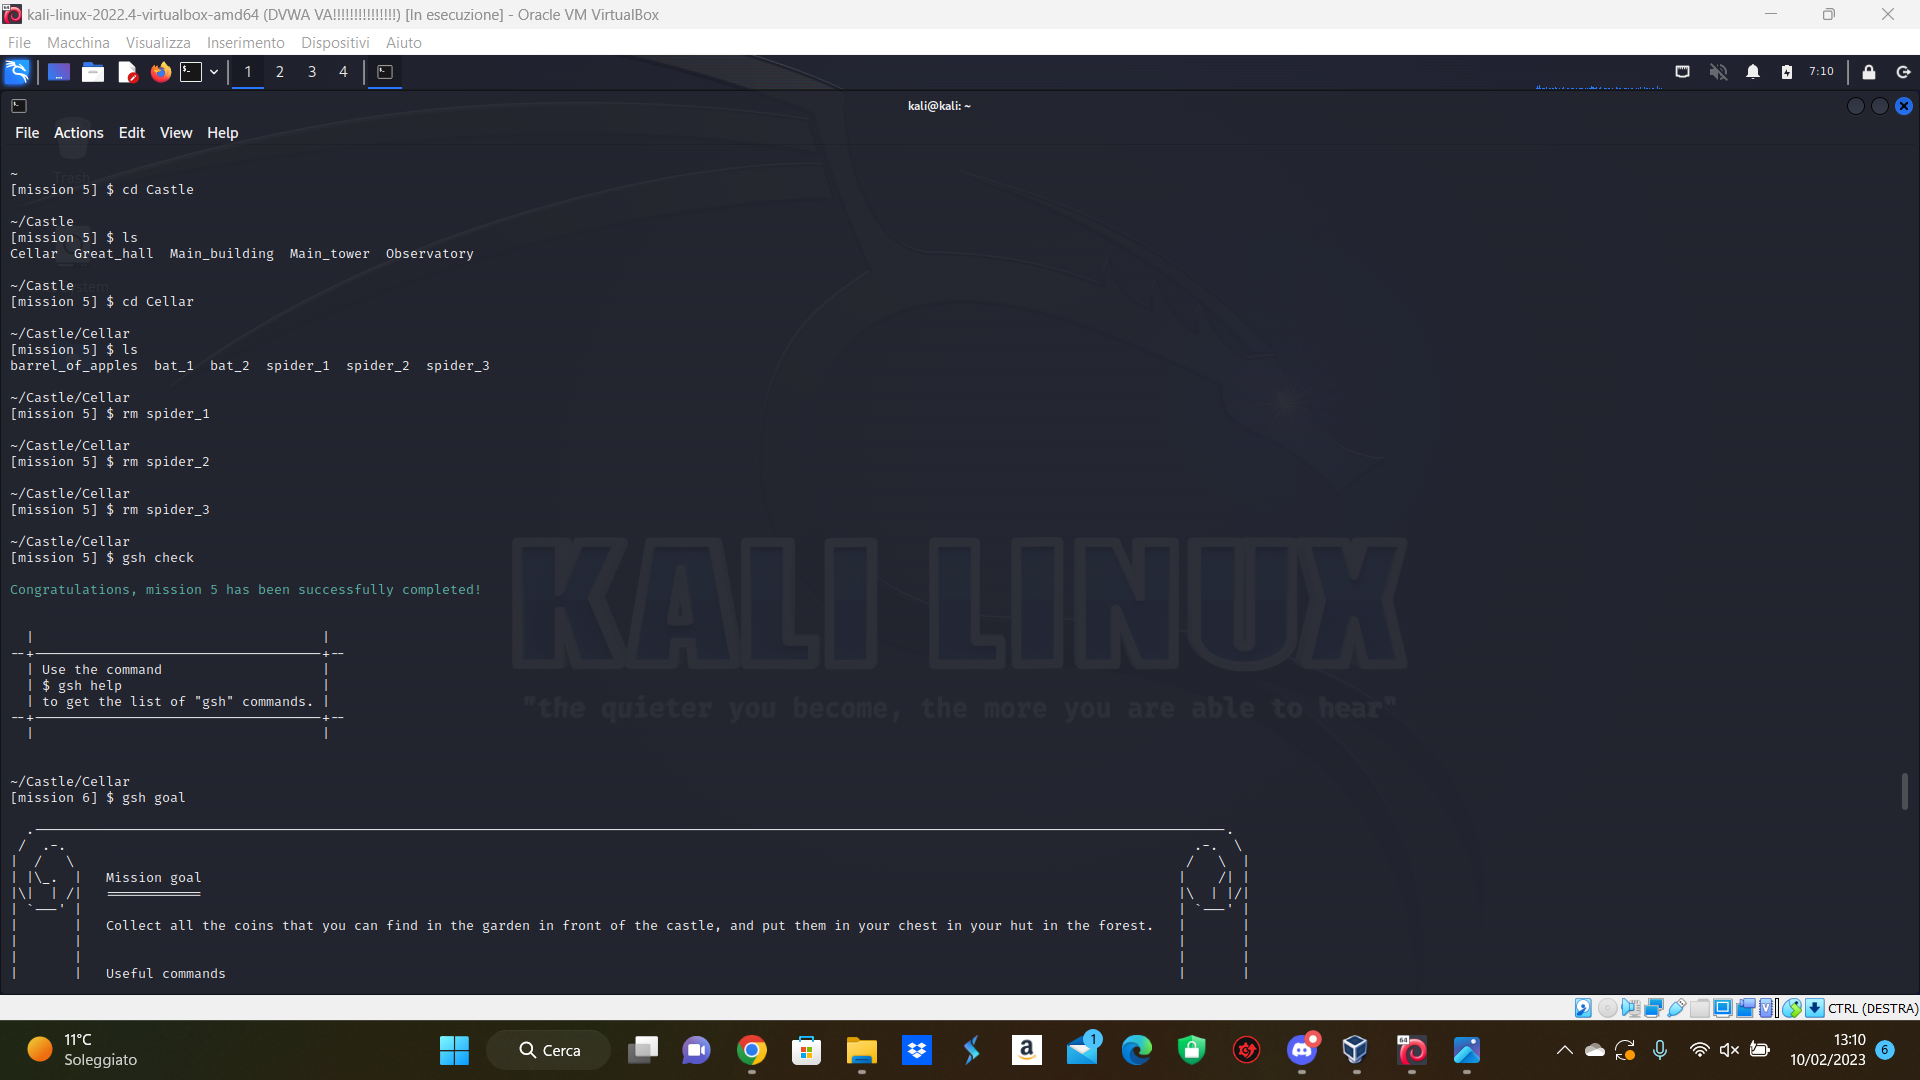 kali-linux-2022.4-virtualbox-amd64 (DVWA VA!!!!!!!!!!!!!!!) [In esecuzione] - Oracle VM VirtualBox
File Macchina Visualizza Inserimento Dispositivi Aiuto
1 2 3 4 7:10
kali@kali: ~
File Actions Edit View Help
Trash
~
[mission 5] $ cd Castle
~/Castle
[mission 5] $ ls
Cellar Great_hall Main_building Main_tower Observatory
~/Castle
[mission 5] $ cd Cellar
~/Castle/Cellar
[mission 5] $ ls
barrel_of_apples bat_1 bat_2 spider_1 spider_2 spider_3
~/Castle/Cellar
[mission 5] $ rm spider_1
~/Castle/Cellar
[mission 5] $ rm spider_2
~/Castle/Cellar
[mission 5] $ rm spider_3
~/Castle/Cellar
[mission 5] $ gsh check
Congratulations, mission 5 has been successfully completed!
Use the command
$ gsh help
to get the list of "gsh" commands.
~/Castle/Cellar
[mission 6] $ gsh goal
Mission goal
============
Collect all the coins that you can find in the garden in front of the castle, and put them in your chest in your hut in the forest.
Useful commands
KALI LINUX
"the quieter you become, the more you are able to hear"
CTRL (DESTRA)
11°C
Soleggiato
Cerca
1
13:10
10/02/2023
6